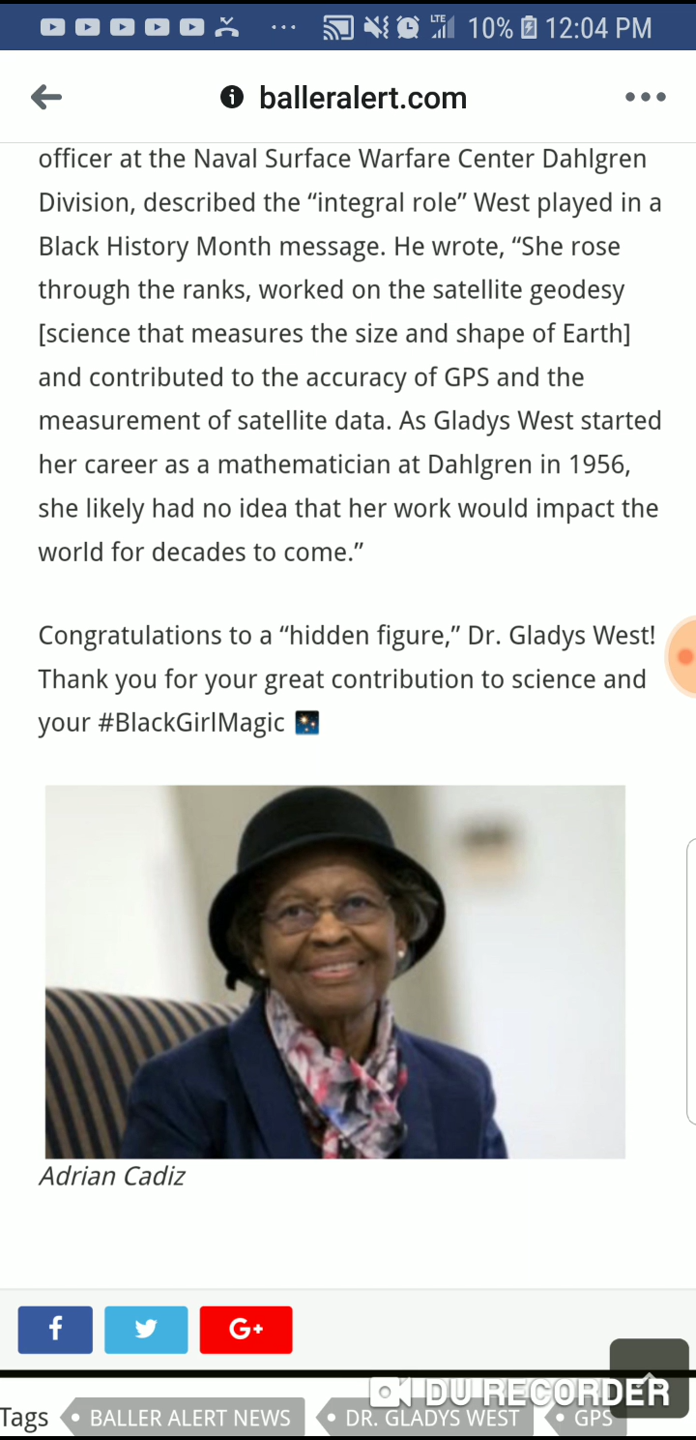 LTE 10% 12:04 PM
balleralert.com
officer at the Naval Surface Warfare Center Dahlgren
Division, described the “integral role” West played in a
Black History Month message. He wrote, “She rose
through the ranks, worked on the satellite geodesy
[science that measures the size and shape of Earth]
and contributed to the accuracy of GPS and the
measurement of satellite data. As Gladys West started
her career as a mathematician at Dahlgren in 1956,
she likely had no idea that her work would impact the
world for decades to come.”
Congratulations to a “hidden figure,” Dr. Gladys West!
Thank you for your great contribution to science and
your #BlackGirlMagic 🎇
Adrian Cadiz
f G+
DU RECORDER
Tags • BALLER ALERT NEWS • DR. GLADYS WEST • GPS